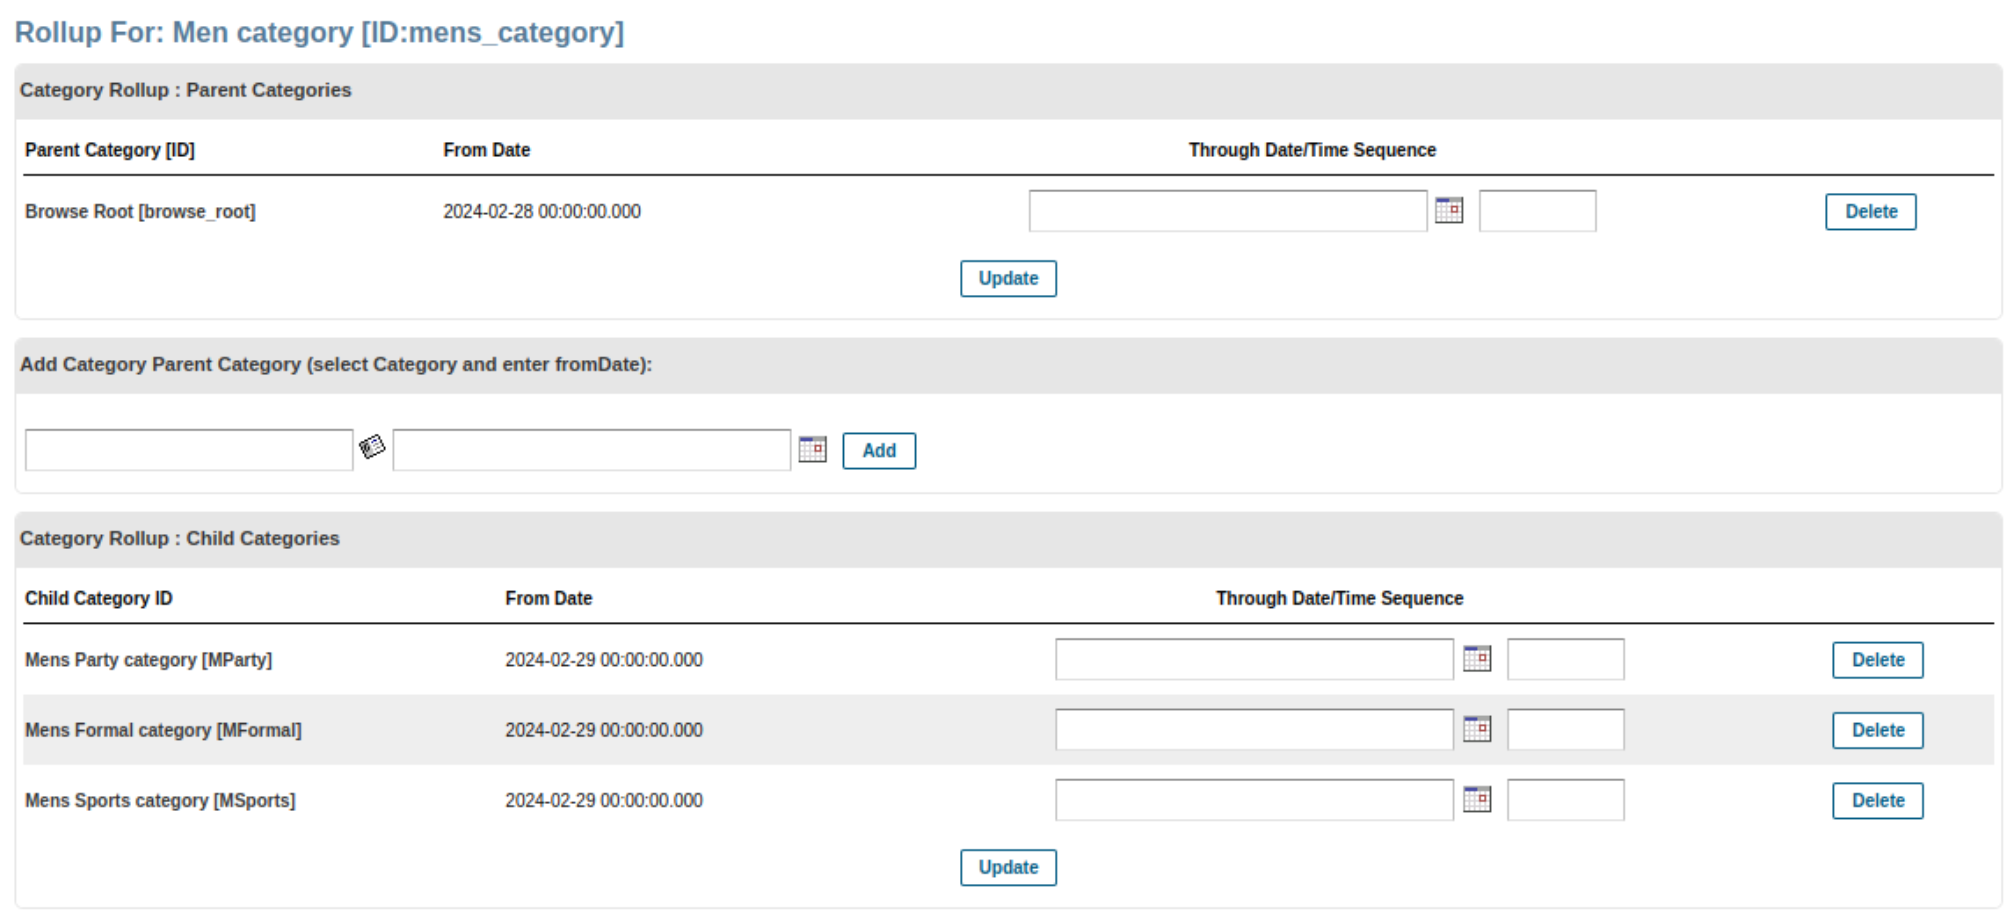 Rollup For: Men category [ID:mens_category]
Category Rollup : Parent Categories
Parent Category [ID] From Date Through Date/Time Sequence
Browse Root [browse_root] 2024-02-28 00:00:00.000 Delete
Update
Add Category Parent Category (select Category and enter fromDate):
Add
Category Rollup : Child Categories
Child Category ID From Date Through Date/Time Sequence
Mens Party category [MParty] 2024-02-29 00:00:00.000 Delete
Mens Formal category [MFormal] 2024-02-29 00:00:00.000 Delete
Mens Sports category [MSports] 2024-02-29 00:00:00.000 Delete
Update